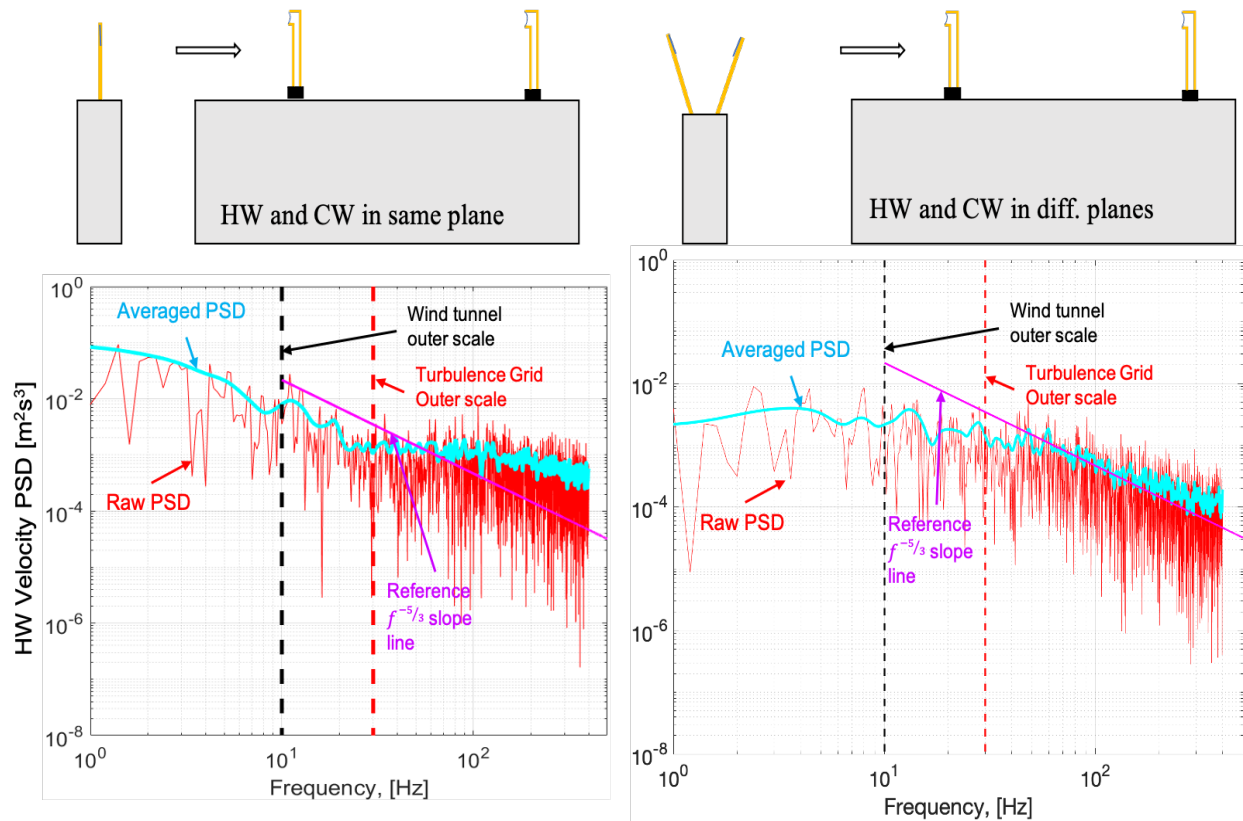 HW and CW in same plane
HW and CW in diff. planes
10^0
10^-2
10^-4
10^-6
10^-8
HW Velocity PSD [m²s³]
Averaged PSD
Wind tunnel
outer scale
Turbulence Grid
Outer scale
Raw PSD
Reference
f^-5/3 slope
line
10^0
10^1
10^2
Frequency, [Hz]
10^0
10^-2
10^-4
10^-6
10^-8
Wind tunnel
outer scale
Averaged PSD
Turbulence Grid
Outer scale
Raw PSD
Reference
f^-5/3 slope
line
10^0
10^1
10^2
Frequency, [Hz]